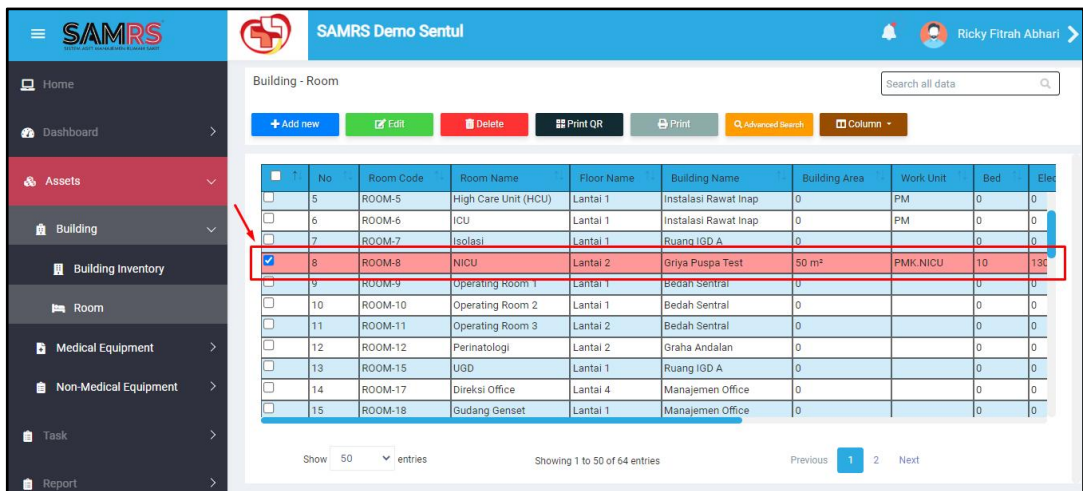 SAMRS
SAMRS Demo Sentul
Ricky Fitrah Abhari
Home
Dashboard
Assets
Building
Building Inventory
Room
Medical Equipment
Non-Medical Equipment
Task
Report
Building - Room
Search all data
Add new Edit Delete Print QR Print Advanced Search Column
No Room Code Room Name Floor Name Building Name Building Area Work Unit Bed Elec
5 ROOM-5 High Care Unit (HCU) Lantai 1 Instalasi Rawat Inap 0 PM 0 0
6 ROOM-6 ICU Lantai 1 Instalasi Rawat Inap 0 PM 0 0
7 ROOM-7 Isolasi Lantai 1 Ruang IGD A 0 0 0
8 ROOM-8 NICU Lantai 2 Griya Puspa Test 50 m² PMK.NICU 10 130
9 ROOM-9 Operating Room 1 Lantai 1 Bedah Sentral 0 0 0
10 ROOM-10 Operating Room 2 Lantai 1 Bedah Sentral 0 0 0
11 ROOM-11 Operating Room 3 Lantai 2 Bedah Sentral 0 0 0
12 ROOM-12 Perinatologi Lantai 2 Graha Andalan 0 0 0
13 ROOM-15 UGD Lantai 1 Ruang IGD A 0 0 0
14 ROOM-17 Direksi Office Lantai 4 Manajemen Office 0 0 0
15 ROOM-18 Gudang Genset Lantai 1 Manajemen Office 0 0 0
Show 50 entries
Showing 1 to 50 of 64 entries
Previous 1 2 Next